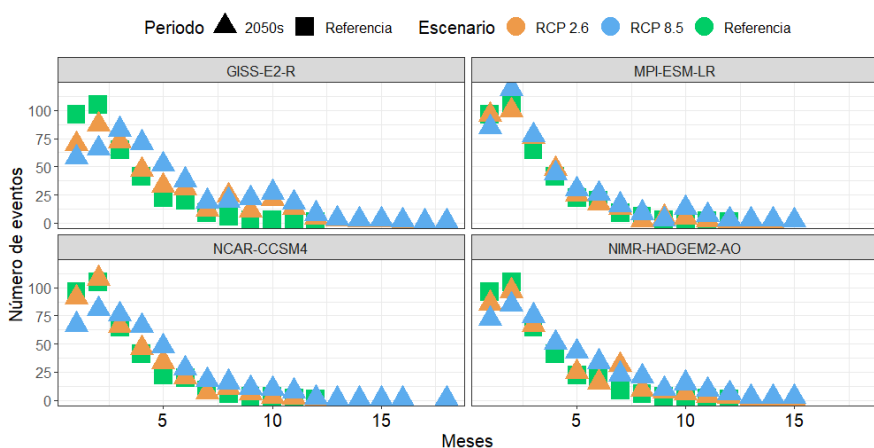 Periodo 2050s Referencia Escenario RCP 2.6 RCP 8.5 Referencia
GISS-E2-R
MPI-ESM-LR
100
75
50
25
0
NCAR-CCSM4
NIMR-HADGEM2-AO
100
75
50
25
0
Número de eventos
5 10 15
5 10 15
Meses